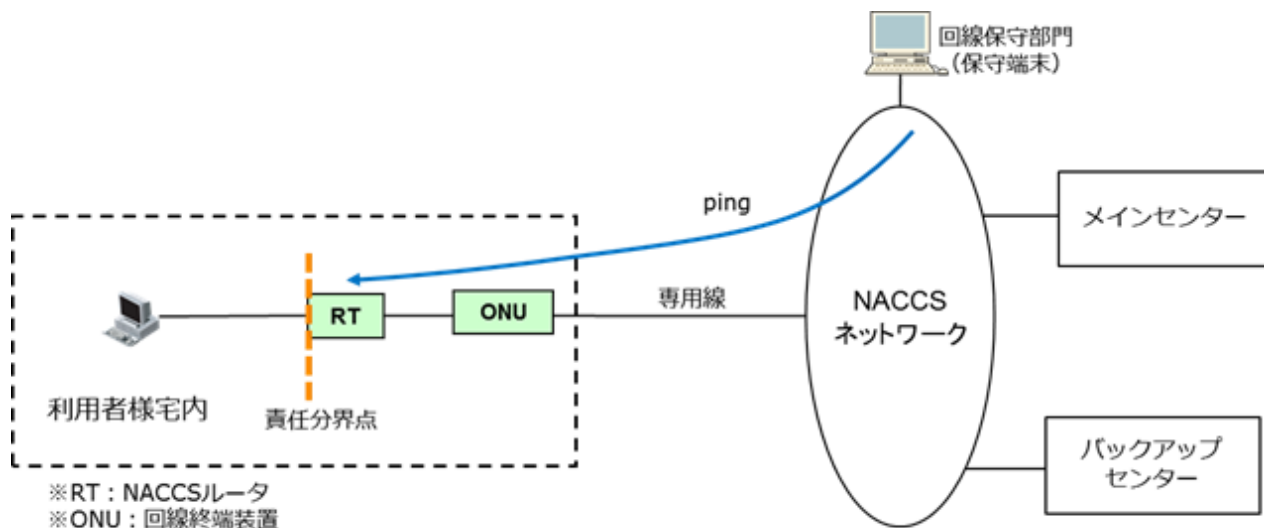 回線保守部門
（保守端末）
ping
メインセンター
専用線
NACCS
ネットワーク
RT
ONU
利用者様宅内
責任分界点
バックアップ
センター
※RT：NACCSルータ
※ONU：回線終端装置